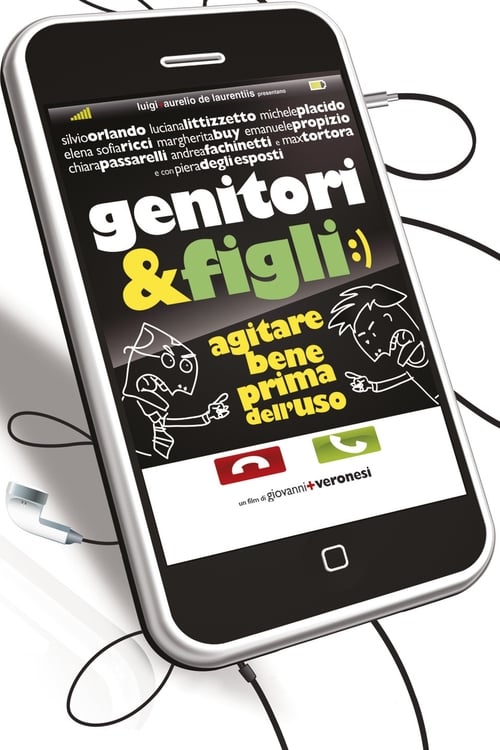 luigi+aurelio de laurentiis presentano
silvio orlando luciana littizzetto michele placido
elena sofia ricci margherita buy emanuele propizio
chiara passarelli andrea fachinetti e max tortora
e con piera degli esposti
genitori
&figli:)
agitare
bene
prima
dell'uso
un film di giovanni+veronesi